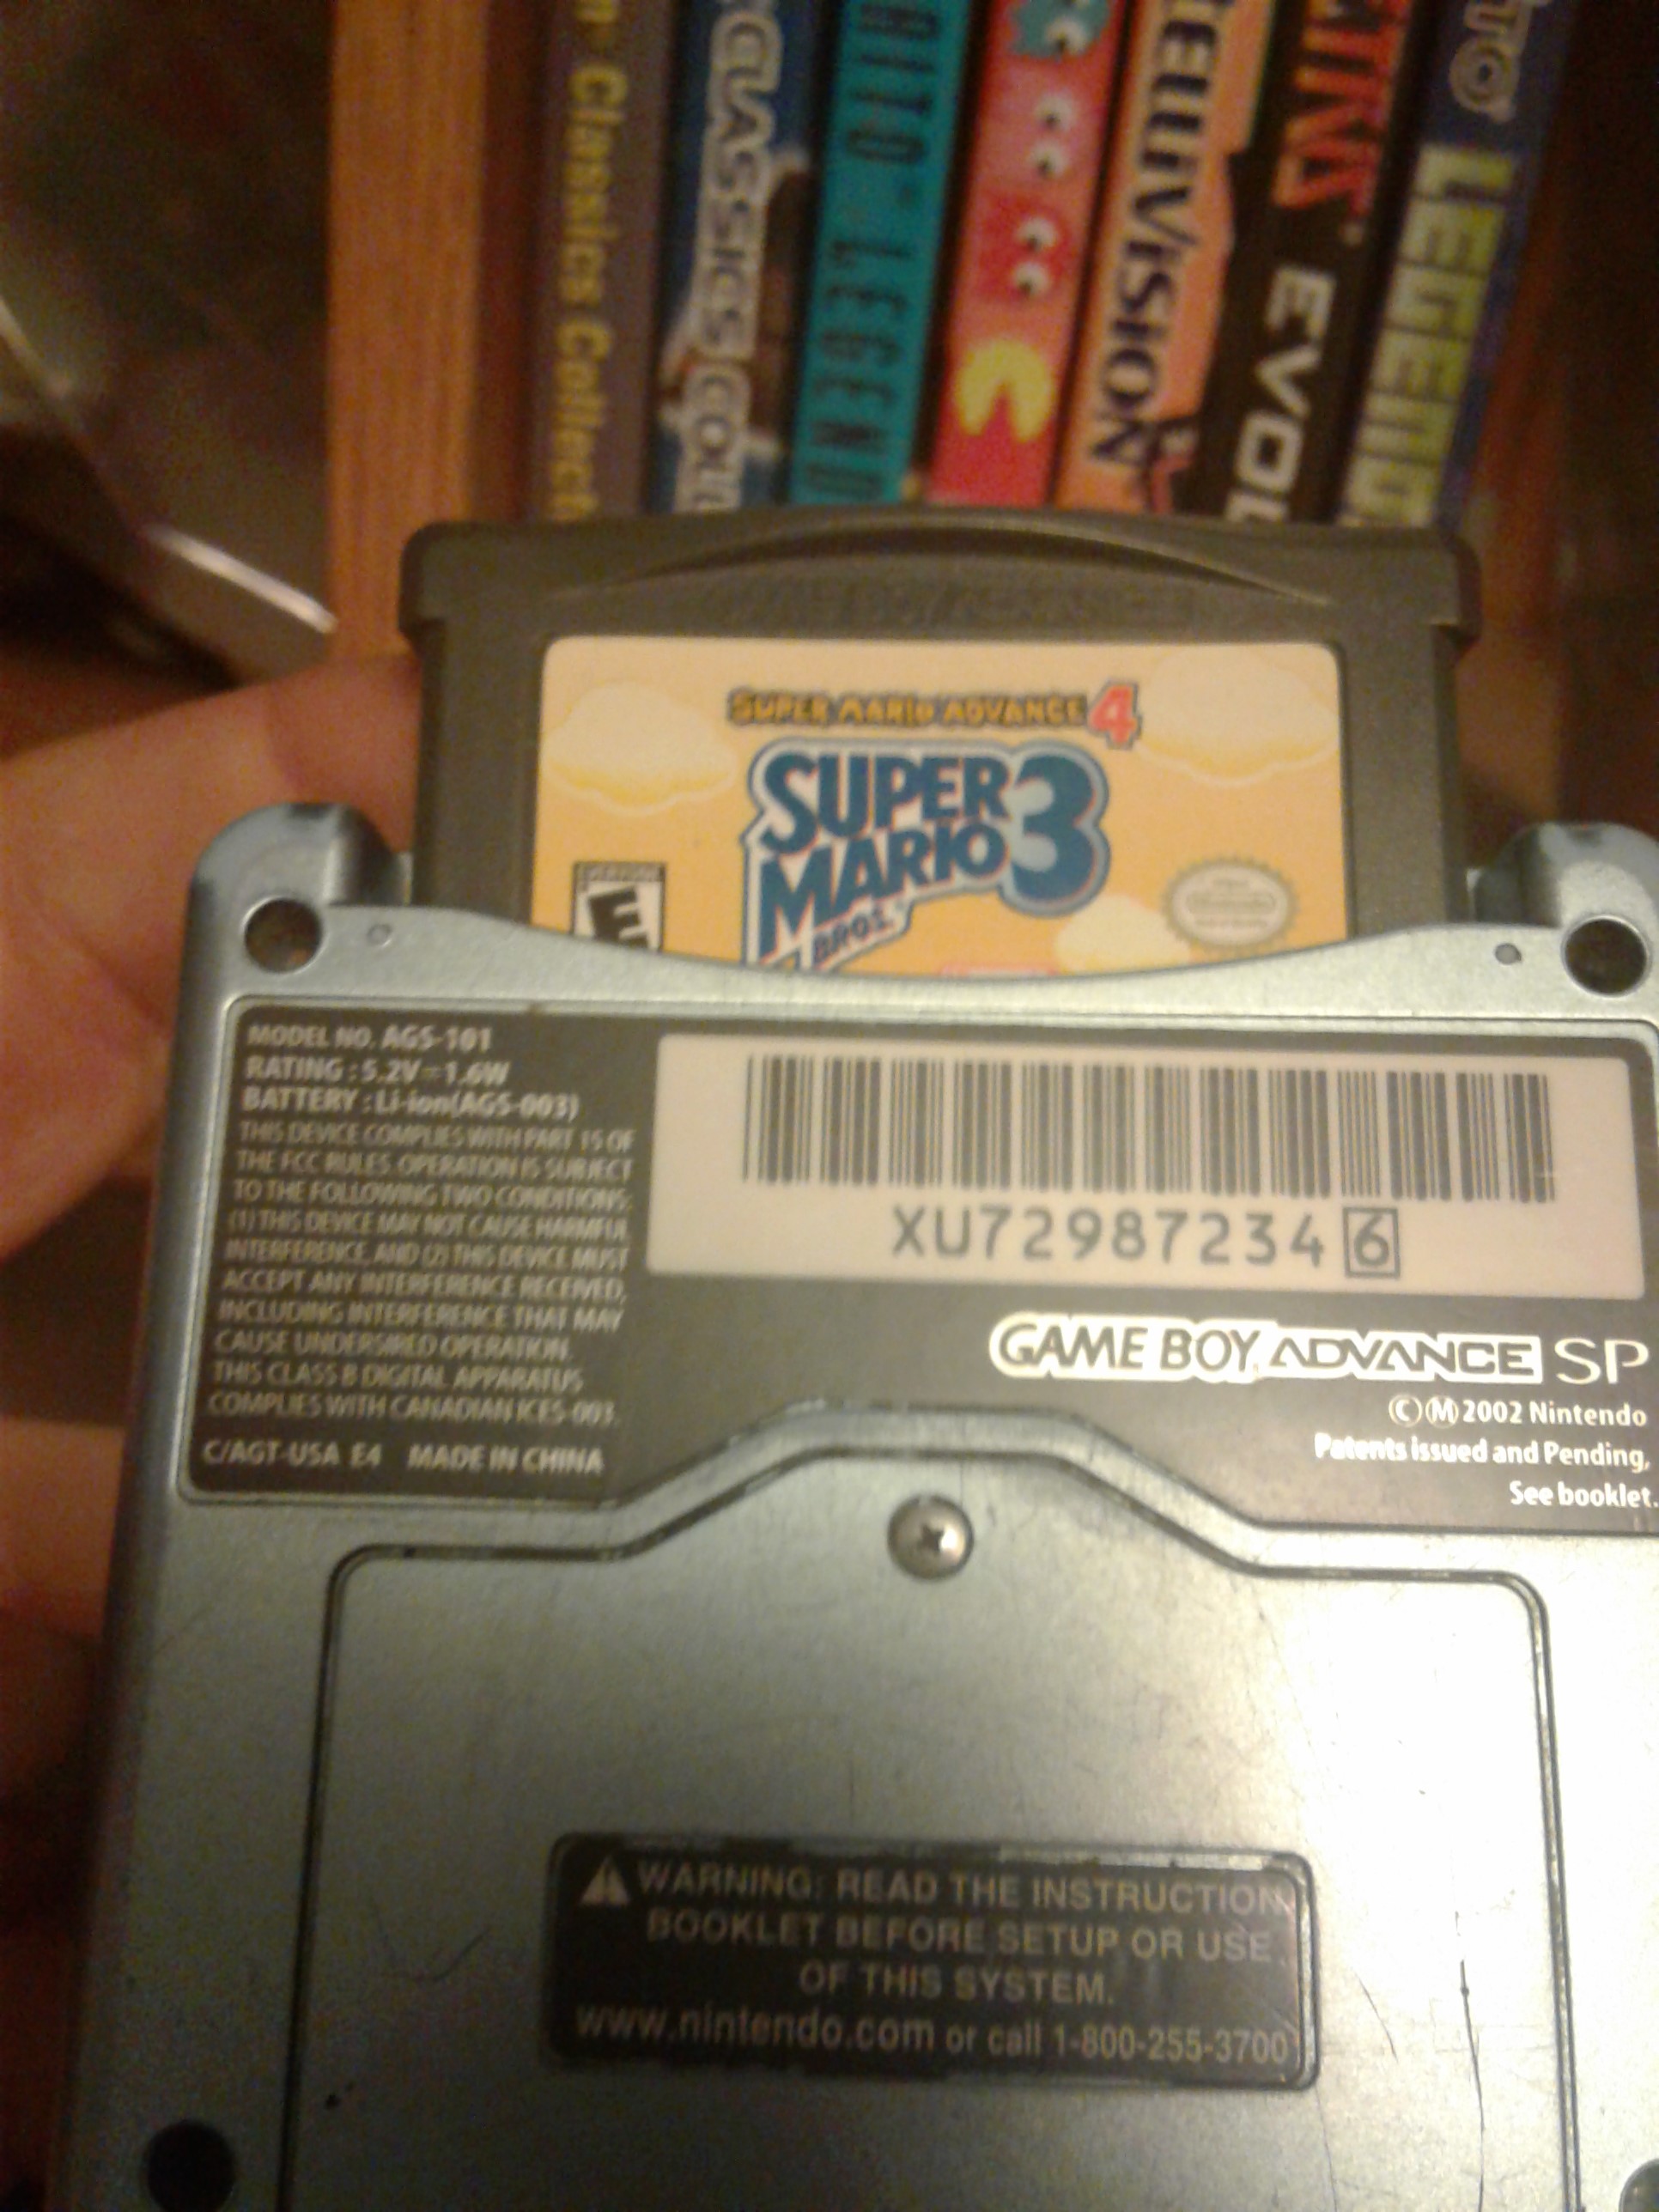 Classics Collect
CLASSICS COLL
AITO LEGEND
TELLIVISION
EVOL
LEGEND
SUPER MARIO ADVANCE 4
SUPER
MARIO 3
BROS.
EVERYONE
E
Nintendo
MODEL NO. AGS-101
RATING : 5.2V⎓1.6W
BATTERY : Li-ion(AGS-003)
THIS DEVICE COMPLIES WITH PART 15 OF
THE FCC RULES. OPERATION IS SUBJECT
TO THE FOLLOWING TWO CONDITIONS:
(1) THIS DEVICE MAY NOT CAUSE HARMFUL
INTERFERENCE, AND (2) THIS DEVICE MUST
ACCEPT ANY INTERFERENCE RECEIVED,
INCLUDING INTERFERENCE THAT MAY
CAUSE UNDERSIRED OPERATION.
THIS CLASS B DIGITAL APPARATUS
COMPLIES WITH CANADIAN ICES-003.
C/AGT-USA E4 MADE IN CHINA
XU72987234 6
GAME BOY ADVANCE SP
©Ⓜ2002 Nintendo
Patents issued and Pending,
See booklet.
WARNING: READ THE INSTRUCTION
BOOKLET BEFORE SETUP OR USE
OF THIS SYSTEM.
www.nintendo.com or call 1-800-255-3700